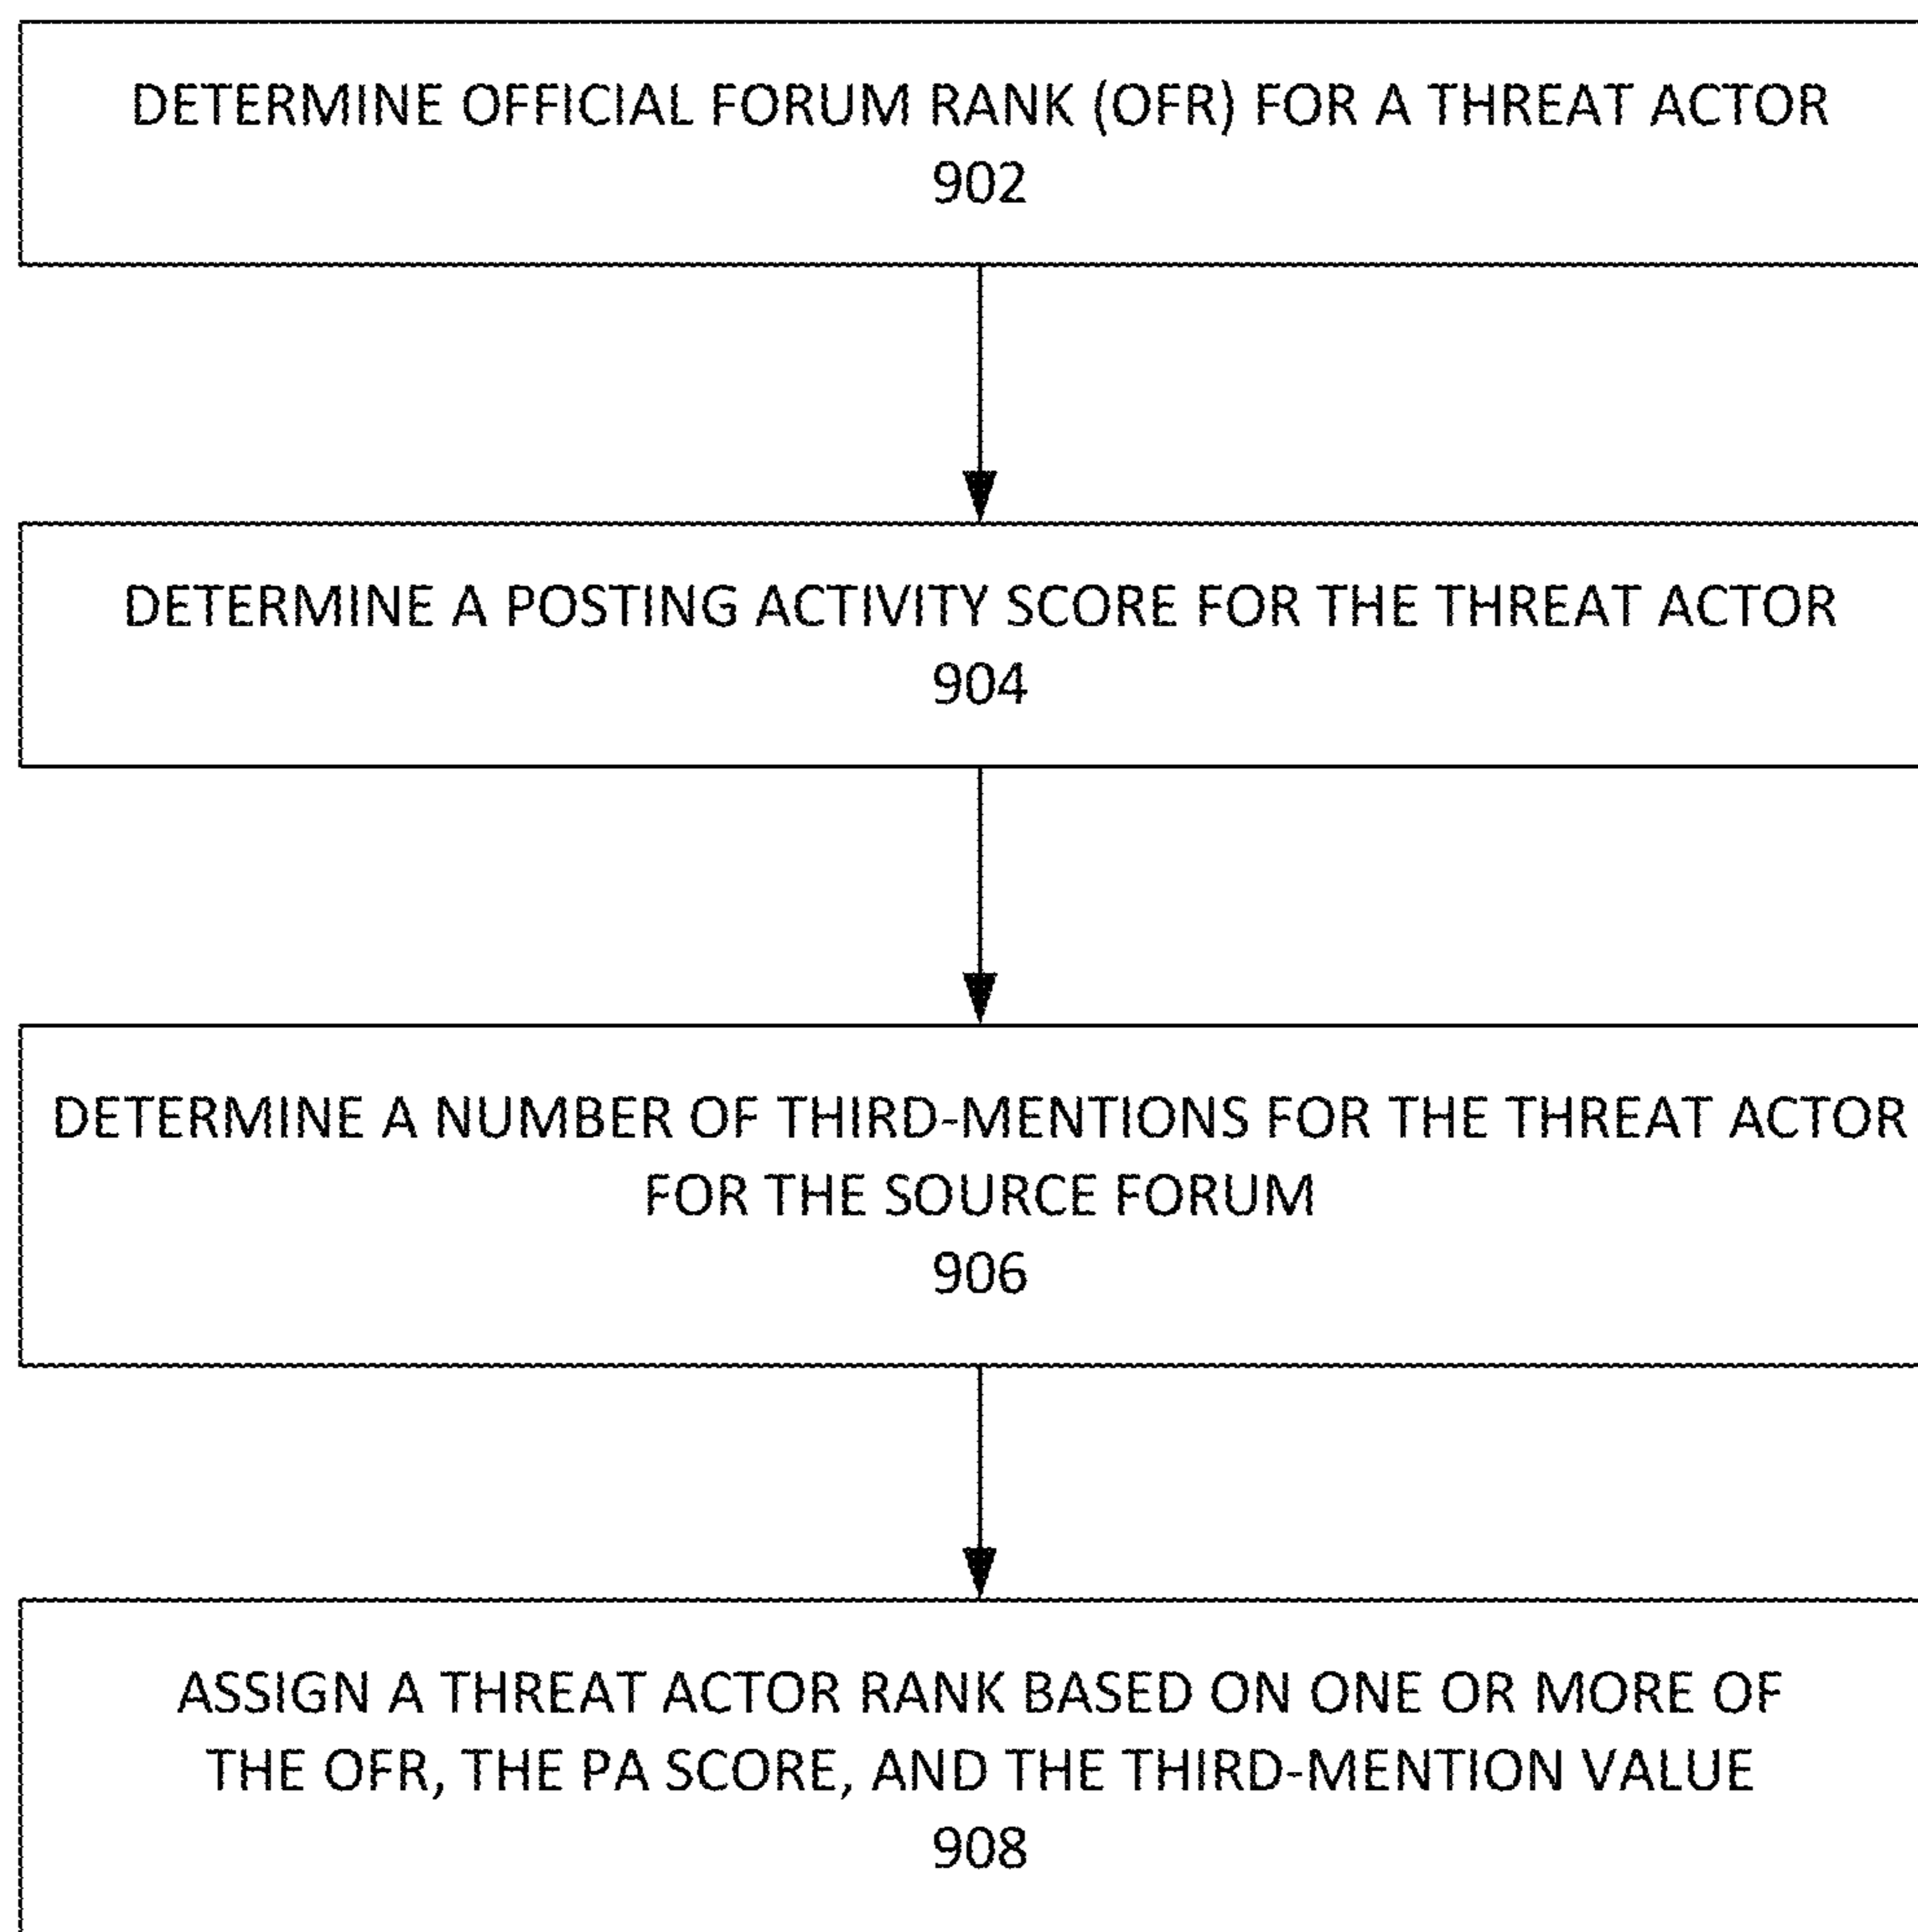 DETERMINE OFFICIAL FORUM RANK (OFR) FOR A THREAT ACTOR
902
DETERMINE A POSTING ACTIVITY SCORE FOR THE THREAT ACTOR
904
DETERMINE A NUMBER OF THIRD-MENTIONS FOR THE THREAT ACTOR
FOR THE SOURCE FORUM
906
ASSIGN A THREAT ACTOR RANK BASED ON ONE OR MORE OF
THE OFR, THE PA SCORE, AND THE THIRD-MENTION VALUE
908